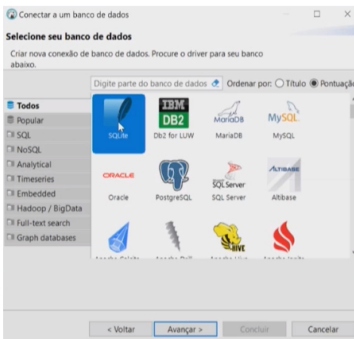 Conectar a um banco de dados
Selecione seu banco de dados
Criar nova conexão de banco de dados. Procure o driver para seu banco
abaixo.
Digite parte do banco de dados
Ordenar por: Título Pontuação
Todos
Popular
SQL
NoSQL
Analytical
Timeseries
Embedded
Hadoop / BigData
Full-text search
Graph databases
SQLite
IBM
DB2
Db2 for LUW
MariaDB
MariaDB
MySQL
MySQL
ORACLE
Oracle
PostgreSQL
SQL Server
SQL Server
ALTIBASE
Altibase
HIVE
< Voltar
Avançar >
Concluir
Cancelar